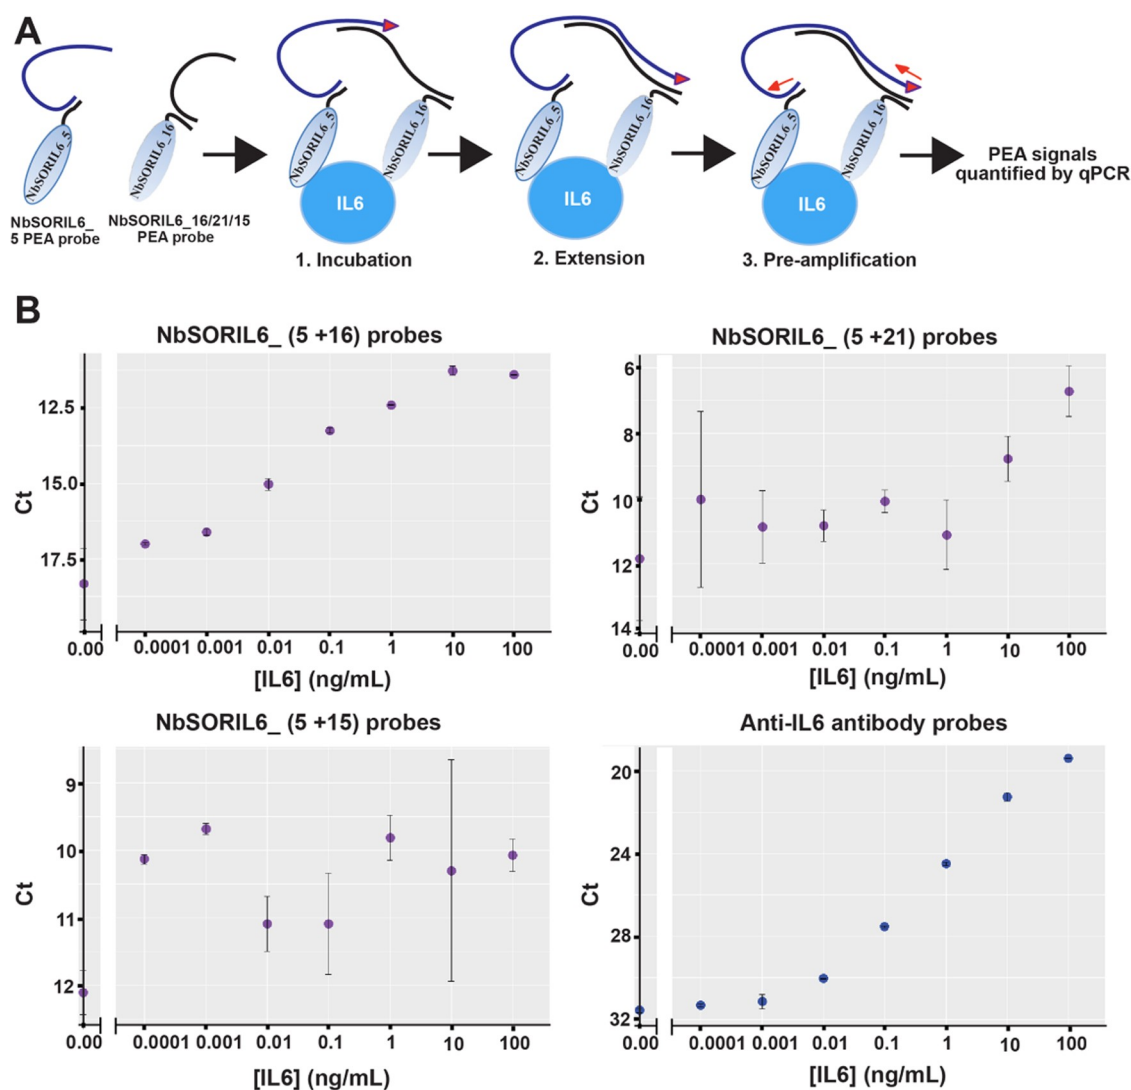 A
NbSORIL6_5
NbSORIL6_16
NbSORIL6_5
NbSORIL6_16
IL6
NbSORIL6_5
NbSORIL6_16
IL6
NbSORIL6_5
NbSORIL6_16
IL6
PEA signals
quantified by qPCR
NbSORIL6_
5 PEA probe
NbSORIL6_16/21/15
PEA probe
1. Incubation
2. Extension
3. Pre-amplification
B
NbSORIL6_ (5 +16) probes
Ct
12.5
15.0
17.5
0.00 0.0001 0.001 0.01 0.1 1 10 100
[IL6] (ng/mL)
NbSORIL6_ (5 +21) probes
Ct
6
8
10
12
14
0.00 0.0001 0.001 0.01 0.1 1 10 100
[IL6] (ng/mL)
NbSORIL6_ (5 +15) probes
Ct
9
10
11
12
0.00 0.0001 0.001 0.01 0.1 1 10 100
[IL6] (ng/mL)
Anti-IL6 antibody probes
Ct
20
24
28
32
0.00 0.0001 0.001 0.01 0.1 1 10 100
[IL6] (ng/mL)